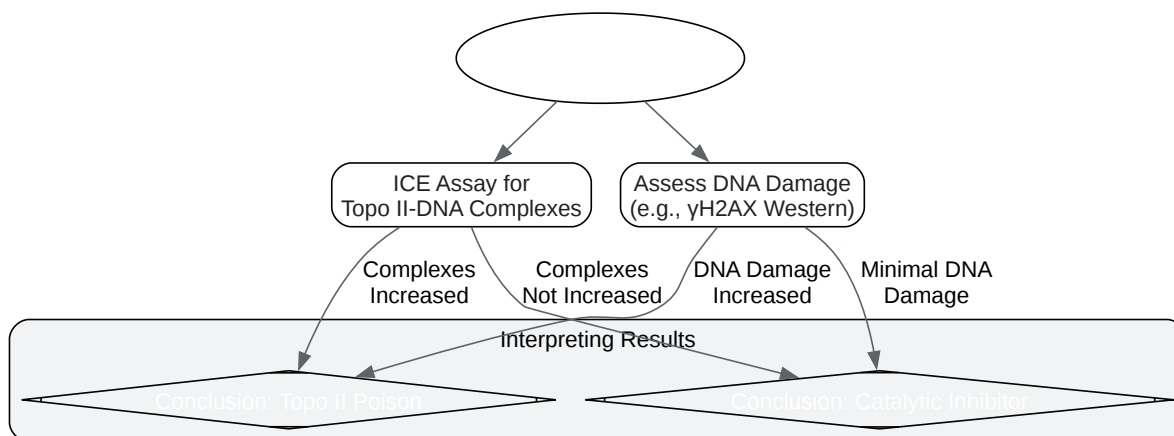 ICE Assay for
Topo II-DNA Complexes
Assess DNA Damage
(e.g., γH2AX Western)
Complexes
Increased
Complexes
Not Increased
DNA Damage
Increased
Minimal DNA
Damage
Interpreting Results
Conclusion: Topo II Poison
Conclusion: Catalytic Inhibitor